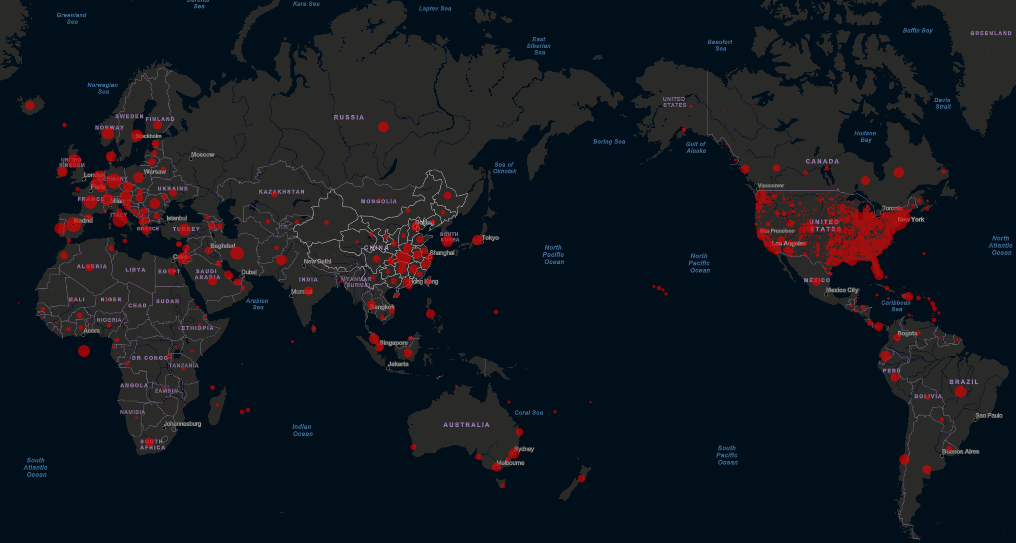 Greenland
Sea
Kara Sea
Laptev Sea
East
Siberian
Sea
Beaufort
Sea
Baffin Bay
GREENLAND
Norwegian
Sea
UNITED
STATES
Davis
Strait
SWEDEN
FINLAND
NORWAY
Stockholm
RUSSIA
Hudson
Bay
Bering Sea
Gulf of
Alaska
UNITED
KINGDOM
Moscow
CANADA
London
GERMANY
Warsaw
Sea of
Okhotsk
Paris
UKRAINE
KAZAKHSTAN
Vancouver
FRANCE
MONGOLIA
Toronto
Madrid
ITALY
Istanbul
Beijing
New York
GREECE
TURKEY
SOUTH
KOREA
Tokyo
UNITED
STATES
San Francisco
Los Angeles
North
Atlantic
Ocean
Baghdad
CHINA
Shanghai
North
Pacific
Ocean
North
Pacific
Ocean
Cairo
New Delhi
ALGERIA
LIBYA
EGYPT
SAUDI
ARABIA
Dubai
INDIA
MYANMAR
(BURMA)
Hong Kong
MEXICO
Mexico City
Mumbai
MALI
NIGER
CHAD
SUDAN
Arabian
Sea
Bangkok
Caribbean
Sea
NIGERIA
Accra
ETHIOPIA
Bogota
Singapore
DR CONGO
TANZANIA
Jakarta
PERU
BRAZIL
ANGOLA
ZAMBIA
BOLIVIA
NAMIBIA
Johannesburg
Indian
Ocean
AUSTRALIA
Coral Sea
Sao Paulo
SOUTH
AFRICA
Sydney
Melbourne
South
Pacific
Ocean
Buenos Aires
South
Atlantic
Ocean